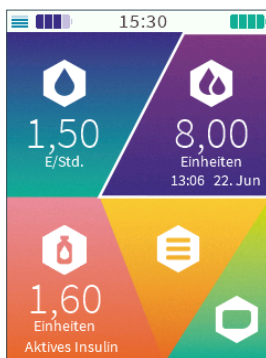 15:30
1,50
E/Std.
8,00
Einheiten
13:06 22. Jun
1,60
Einheiten
Aktives Insulin